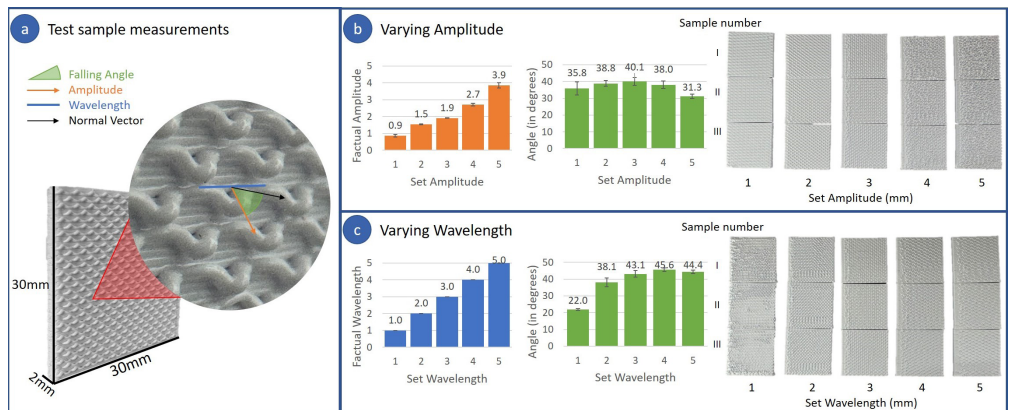 a Test sample measurements
Falling Angle
Amplitude
Wavelength
Normal Vector
30mm
30mm
2mm
b Varying Amplitude
Factual Amplitude
5
4
3
2
1
0
0.9
1.5
1.9
2.7
3.9
1 2 3 4 5
Set Amplitude
Angle (in degrees)
50
40
30
20
10
0
35.8
38.8
40.1
38.0
31.3
1 2 3 4 5
Set Amplitude
Sample number
I
II
III
1 2 3 4 5
Set Amplitude (mm)
c Varying Wavelength
Factual Wavelength
5
4
3
2
1
0
1.0
2.0
3.0
4.0
5.0
1 2 3 4 5
Set Wavelength
Angle (in degrees)
50
40
30
20
10
0
22.0
38.1
43.1
45.6
44.4
1 2 3 4 5
Set Wavelength
Sample number
I
II
III
1 2 3 4 5
Set Wavelength (mm)